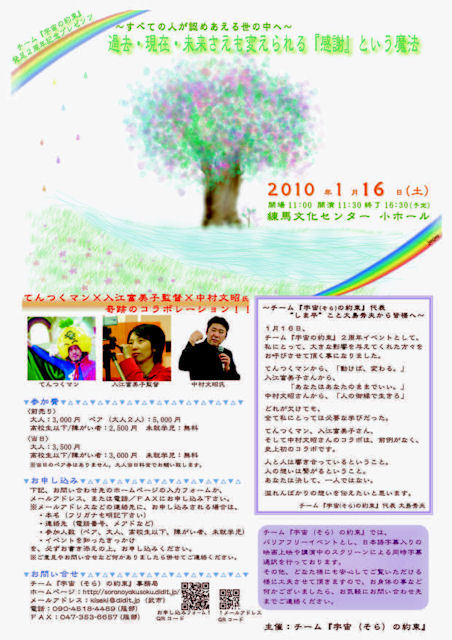 チーム『宇宙の約束』
発足2周年記念プレゼンツ
～すべての人が認めあえる世の中へ～
過去・現在・未来さえも変えられる『感謝』という魔法
2010 年 1 月 16 日(土)
開場 11:00 開演 11:30 終了 16:30(予定)
練馬文化センター 小ホール
てんつくマン×入江富美子監督×中村文昭氏
奇跡のコラボレーション!!
てんつくマン 入江富美子監督 中村文昭氏
▼参加費
(前売り)
大人:3,000円 ペア(大人2人):5,000円
高校生以下/障がい者:2,500円 未就学児:無料
(当日)
大人:3,500円
高校生以下/障がい者:3,000円 未就学児:無料
※当日のペア券はありません。大人当日料金でお願い致します。
▼お申し込み
下記、お問い合わせ先のホームページの入力フォームか、
メールアドレス、または電話/FAXにお申し込み下さい。
※メールアドレスなどの連絡先に、お申し込みされる場合は、
・本名(フリガナも明記下さい)
・連絡先(電話番号、メアドなど)
・参加人数(ペア、大人、高校生以下、障がい者、未就学児)
・イベントを知ったきっかけ
を、必ずお書き添えの上、お申し込みください。
※ご意見やお問い合わせなど何かありましたら併せてご連絡ください。
▼お問い合せ
チーム『宇宙(そら)の約束』事務局
ホームページ:http://soranoyakusoku.didit.jp/
メールアドレス:kiseki@didit.jp(武市)
電話:090-4518-4489(服部)
FAX:047-353-6657(服部)
お申し込みフォーム!
QRコード
↑メールアドレス
QRコード
～チーム『宇宙(そら)の約束』代表
“しま平”こと大島秀夫から皆様へ～
1月16日。
チーム『宇宙の約束』2周年イベントとして、
私にとって、大きな影響を与えてくれた方々を
お呼びさせて頂く事になりました。
てんつくマンから、「動けば、変わる。」
入江富美子さんから、
「あなたはあなたのままでいい。」
中村文昭さんから、「人の御縁で生きる」
どれが欠けても、
全て私にとっては必要な学びだった。
てんつくマン、入江富美子さん、
そして中村文昭さんのコラボは、前例がなく、
史上初のコラボです。
人と人は響き合っているということ。
人の想いは繋がるということ。
あなたは決して、一人ではない。
溢れんばかりの想いを伝えたいと思います。
チーム『宇宙(そら)の約束』代表 大島秀夫
チーム『宇宙(そら)の約束』では、
バリアフリーイベントとし、日本語字幕入りの
映画上映や講演中のスクリーンによる同時字幕
通訳を行っております。
その他、どなた様にも安心してご覧いただける
様に工夫させて頂きますので、お身体の事など
何かございましたら、お気軽にお問い合わせ先
までご連絡ください。
主催:チーム『宇宙(そら)の約束』